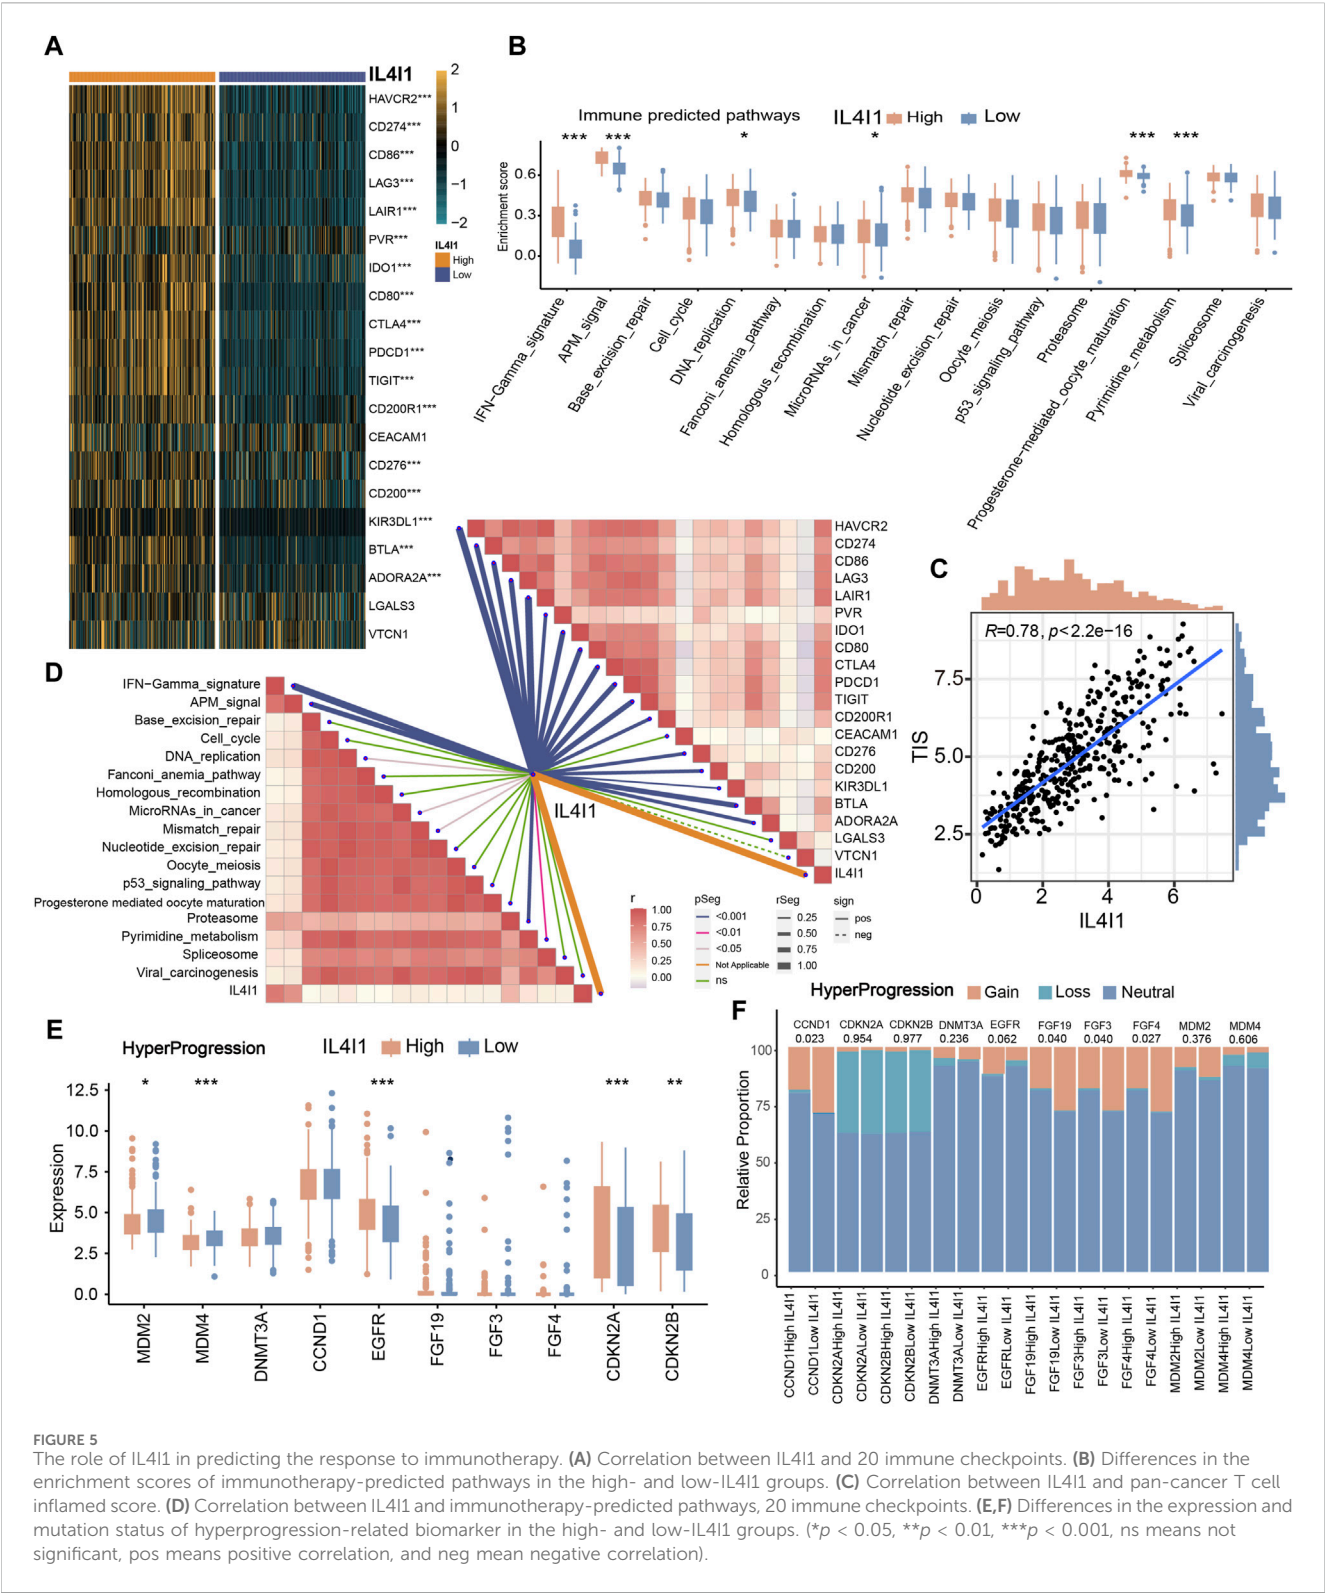 A
IL4I1
HAVCR2***
CD274***
CD86***
LAG3***
LAIR1***
PVR***
IDO1***
CD80***
CTLA4***
PDCD1***
TIGIT***
CD200R1***
CEACAM1
CD276***
CD200***
KIR3DL1***
BTLA***
ADORA2A***
LGALS3
VTCN1
2
1
0
−1
−2
IL4I1
High
Low
B
Immune predicted pathways
IL4I1 High Low
*** *** * * *** ***
Enrichment score
0.6
0.3
0.0
IFN−Gamma_signature
APM_signal
Base_excision_repair
Cell_cycle
DNA_replication
Fanconi_anemia_pathway
Homologous_recombination
MicroRNAs_in_cancer
Mismatch_repair
Nucleotide_excision_repair
Oocyte_meiosis
p53_signaling_pathway
Proteasome
Progesterone−mediated_oocyte_maturation
Pyrimidine_metabolism
Spliceosome
Viral_carcinogenesis
C
R=0.78, p<2.2e−16
TIS
7.5
5.0
2.5
0 2 4 6
IL4I1
D
IFN−Gamma_signature
APM_signal
Base_excision_repair
Cell_cycle
DNA_replication
Fanconi_anemia_pathway
Homologous_recombination
MicroRNAs_in_cancer
Mismatch_repair
Nucleotide_excision_repair
Oocyte_meiosis
p53_signaling_pathway
Progesterone mediated oocyte maturation
Proteasome
Pyrimidine_metabolism
Spliceosome
Viral_carcinogenesis
IL4I1
IL4I1
HAVCR2
CD274
CD86
LAG3
LAIR1
PVR
IDO1
CD80
CTLA4
PDCD1
TIGIT
CD200R1
CEACAM1
CD276
CD200
KIR3DL1
BTLA
ADORA2A
LGALS3
VTCN1
IL4I1
r
1.00
0.75
0.50
0.25
0.00
pSeg
<0.001
<0.01
<0.05
Not Applicable
ns
rSeg
0.25
0.50
0.75
1.00
sign
pos
neg
E
HyperProgression
IL4I1 High Low
* *** *** *** **
Expression
12.5
10.0
7.5
5.0
2.5
0.0
MDM2
MDM4
DNMT3A
CCND1
EGFR
FGF19
FGF3
FGF4
CDKN2A
CDKN2B
F
HyperProgression Gain Loss Neutral
CCND1 CDKN2A CDKN2B DNMT3A EGFR FGF19 FGF3 FGF4 MDM2 MDM4
0.023 0.954 0.977 0.236 0.062 0.040 0.040 0.027 0.376 0.606
Relative Proportion
100
75
50
25
0
CCND1High IL4I1
CCND1Low IL4I1
CDKN2AHigh IL4I1
CDKN2ALow IL4I1
CDKN2BHigh IL4I1
CDKN2BLow IL4I1
DNMT3AHigh IL4I1
DNMT3ALow IL4I1
EGFRHigh IL4I1
EGFRLow IL4I1
FGF19High IL4I1
FGF19Low IL4I1
FGF3High IL4I1
FGF3Low IL4I1
FGF4High IL4I1
FGF4Low IL4I1
MDM2High IL4I1
MDM2Low IL4I1
MDM4High IL4I1
MDM4Low IL4I1
FIGURE 5
The role of IL4I1 in predicting the response to immunotherapy. (A) Correlation between IL4I1 and 20 immune checkpoints. (B) Differences in the
enrichment scores of immunotherapy-predicted pathways in the high- and low-IL4I1 groups. (C) Correlation between IL4I1 and pan-cancer T cell
inflamed score. (D) Correlation between IL4I1 and immunotherapy-predicted pathways, 20 immune checkpoints. (E,F) Differences in the expression and
mutation status of hyperprogression-related biomarker in the high- and low-IL4I1 groups. (*p < 0.05, **p < 0.01, ***p < 0.001, ns means not
significant, pos means positive correlation, and neg mean negative correlation).